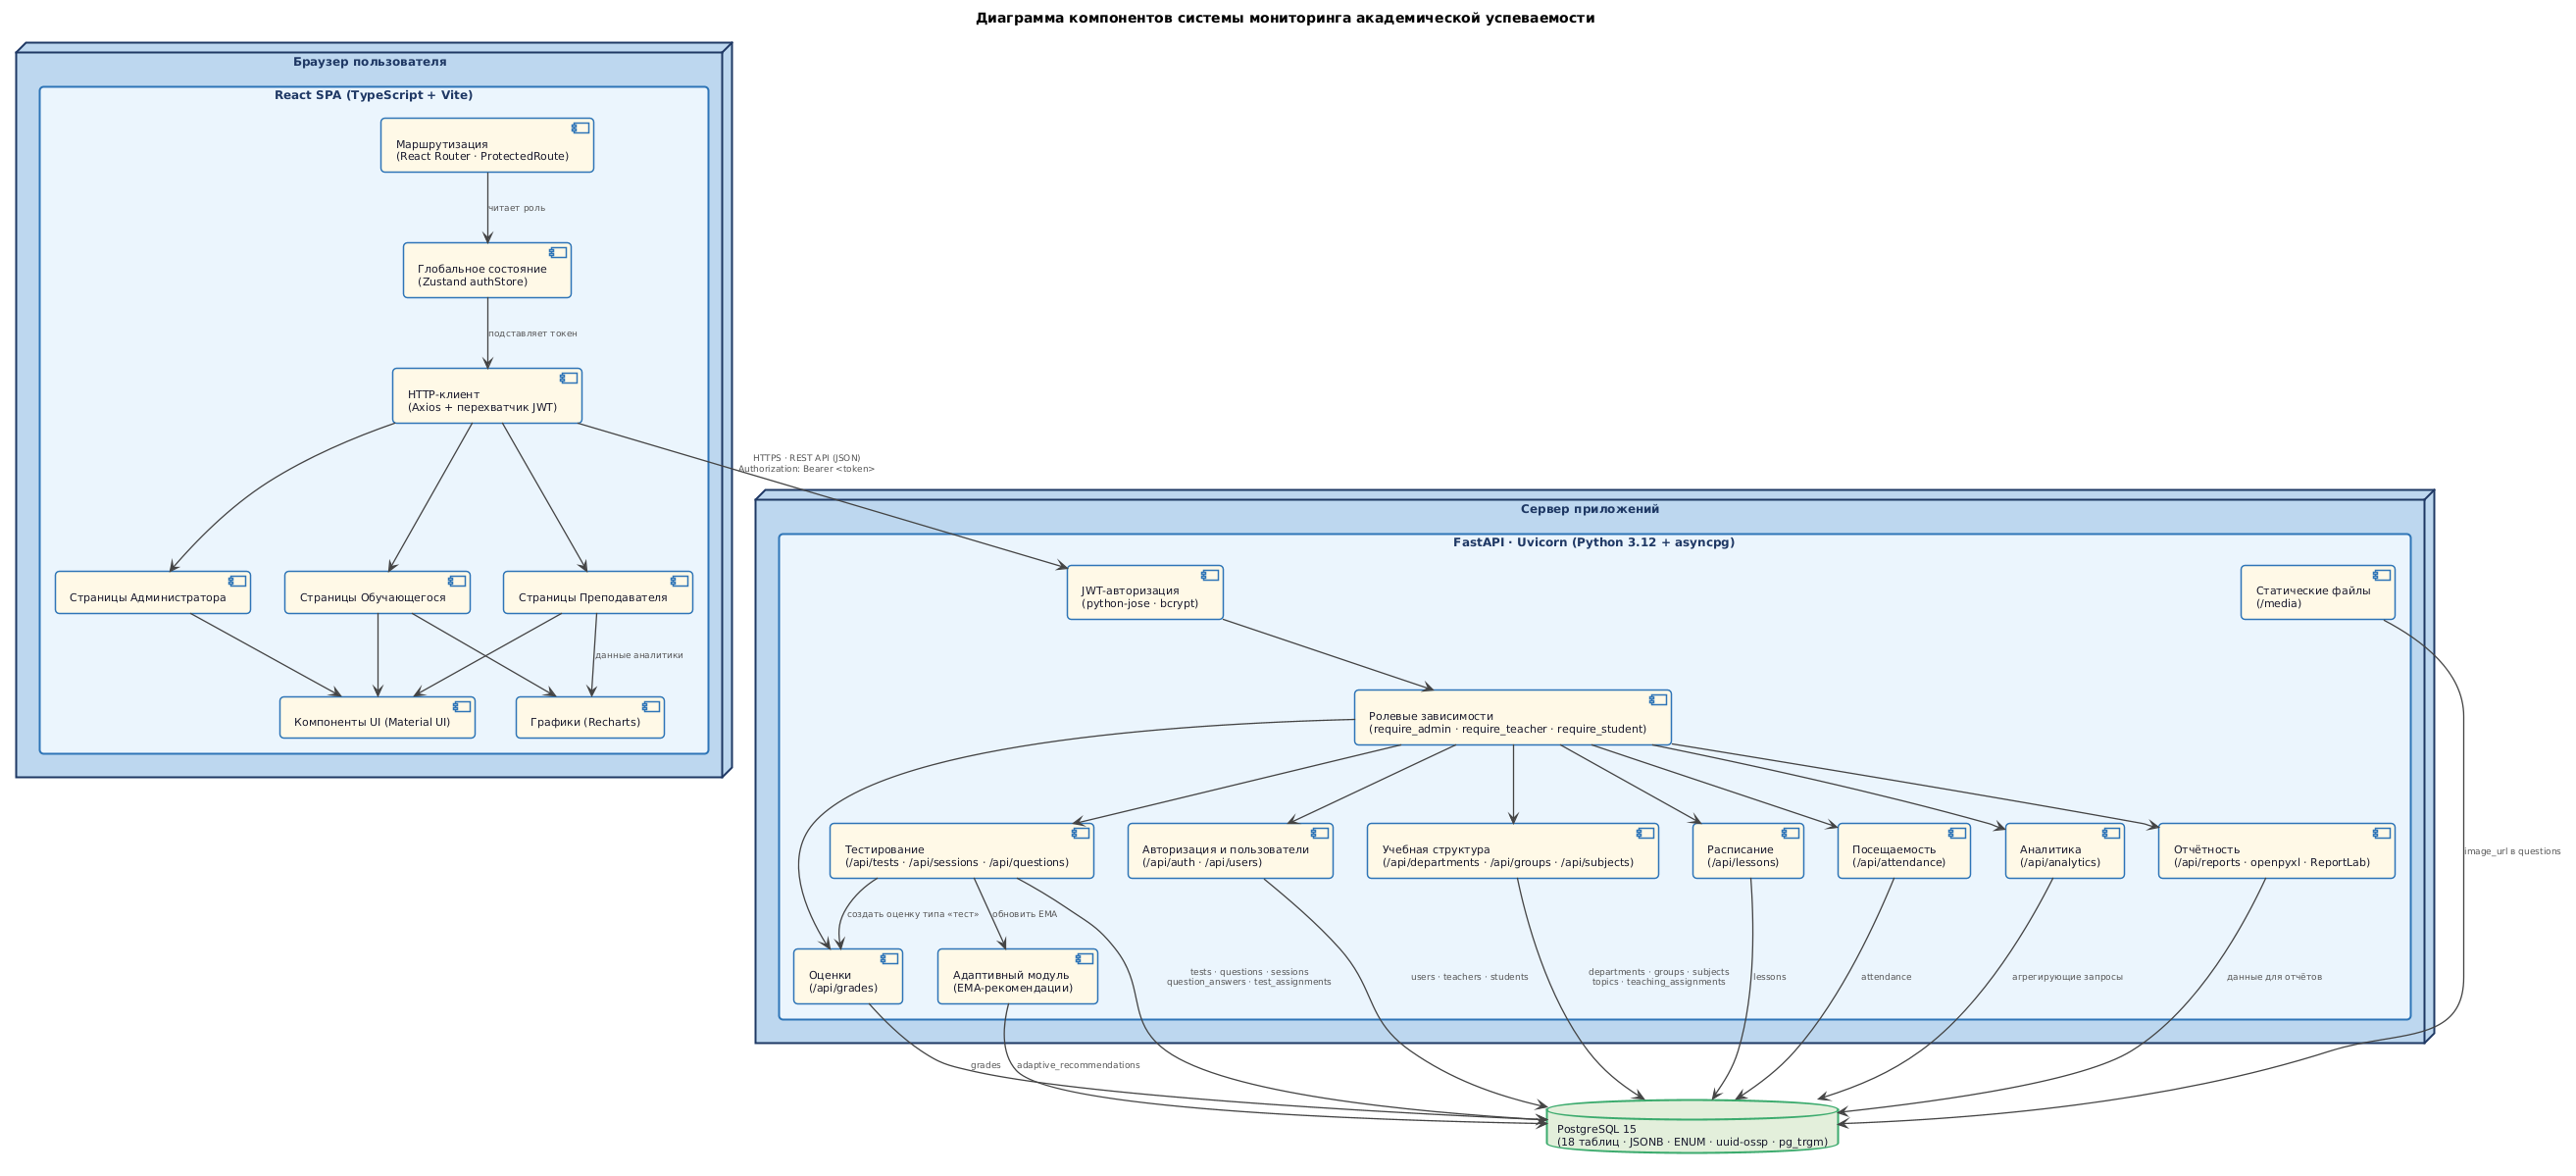 Диаграмма компонентов системы мониторинга академической успеваемости
Браузер пользователя
React SPA (TypeScript + Vite)
Маршрутизация
(React Router · ProtectedRoute)
читает роль
Глобальное состояние
(Zustand authStore)
подставляет токен
HTTP-клиент
(Axios + перехватчик JWT)
HTTPS · REST API (JSON)
Authorization: Bearer <token>
Страницы Администратора
Страницы Обучающегося
Страницы Преподавателя
данные аналитики
Компоненты UI (Material UI)
Графики (Recharts)
Сервер приложений
FastAPI · Uvicorn (Python 3.12 + asyncpg)
JWT-авторизация
(python-jose · bcrypt)
Статические файлы
(/media)
Ролевые зависимости
(require_admin · require_teacher · require_student)
Тестирование
(/api/tests · /api/sessions · /api/questions)
Авторизация и пользователи
(/api/auth · /api/users)
Учебная структура
(/api/departments · /api/groups · /api/subjects)
Расписание
(/api/lessons)
Посещаемость
(/api/attendance)
Аналитика
(/api/analytics)
Отчётность
(/api/reports · openpyxl · ReportLab)
image_url в questions
создать оценку типа «тест»
обновить EMA
Оценки
(/api/grades)
Адаптивный модуль
(EMA-рекомендации)
tests · questions · sessions
question_answers · test_assignments
users · teachers · students
departments · groups · subjects
topics · teaching_assignments
lessons
attendance
агрегирующие запросы
данные для отчётов
grades
adaptive_recommendations
PostgreSQL 15
(18 таблиц · JSONB · ENUM · uuid-ossp · pg_trgm)